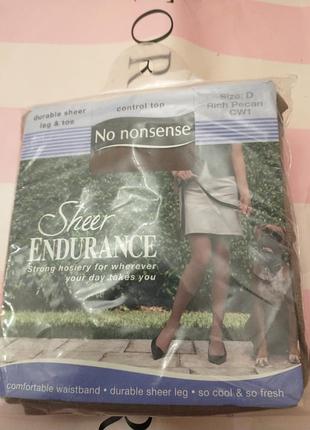 T O R
durable sheer
leg & toe
control top
Size: D
Rich Pecan
CW1
No nonsense
Sheer
ENDURANCE
Strong hosiery for wherever
your day takes you
comfortable waistband • durable sheer leg • so cool & so fresh
R